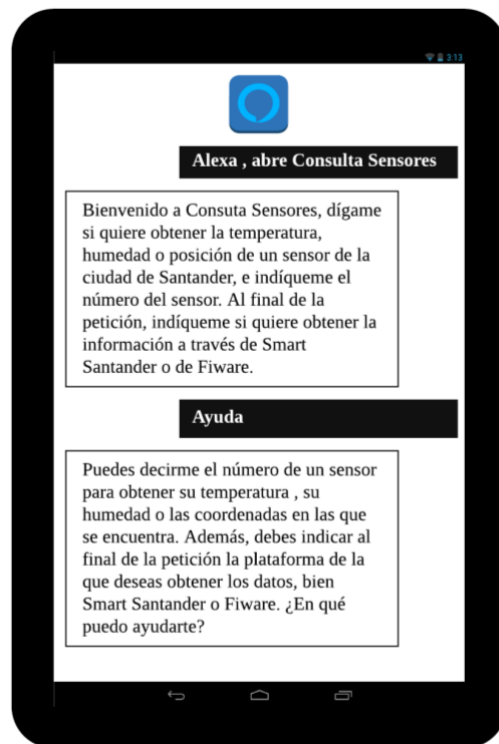 3:13
Alexa , abre Consulta Sensores
Bienvenido a Consuta Sensores, dígame
si quiere obtener la temperatura,
humedad o posición de un sensor de la
ciudad de Santander, e indíqueme el
número del sensor. Al final de la
petición, indíqueme si quiere obtener la
información a través de Smart
Santander o de Fiware.
Ayuda
Puedes decirme el número de un sensor
para obtener su temperatura , su
humedad o las coordenadas en las que
se encuentra. Además, debes indicar al
final de la petición la plataforma de la
que deseas obtener los datos, bien
Smart Santander o Fiware. ¿En qué
puedo ayudarte?